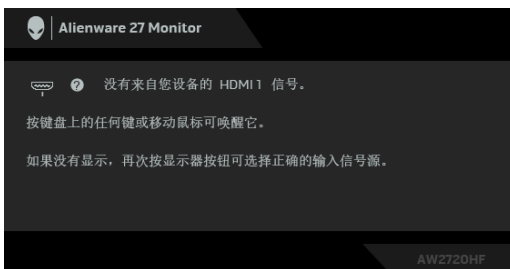 Alienware 27 Monitor
没有来自您设备的 HDMI 1 信号。
按键盘上的任何键或移动鼠标可唤醒它。
如果没有显示，再次按显示器按钮可选择正确的输入信号源。
AW2720HF